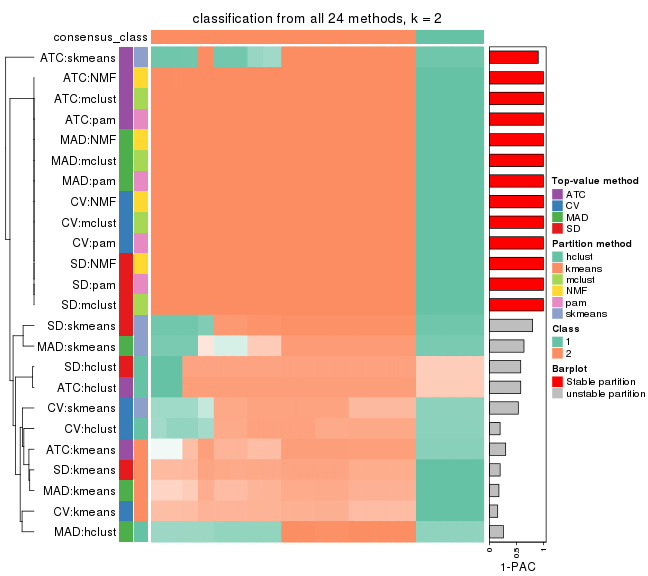 classification from all 24 methods, k = 2
consensus_class
ATC:skmeans
ATC:NMF
ATC:mclust
ATC:pam
MAD:NMF
MAD:mclust
MAD:pam
CV:NMF
CV:mclust
CV:pam
SD:NMF
SD:pam
SD:mclust
SD:skmeans
MAD:skmeans
SD:hclust
ATC:hclust
CV:skmeans
CV:hclust
ATC:kmeans
SD:kmeans
MAD:kmeans
CV:kmeans
MAD:hclust
0
0.5
1
1-PAC
Top-value method
ATC
CV
MAD
SD
Partition method
hclust
kmeans
mclust
NMF
pam
skmeans
Class
1
2
Barplot
Stable partition
unstable partition